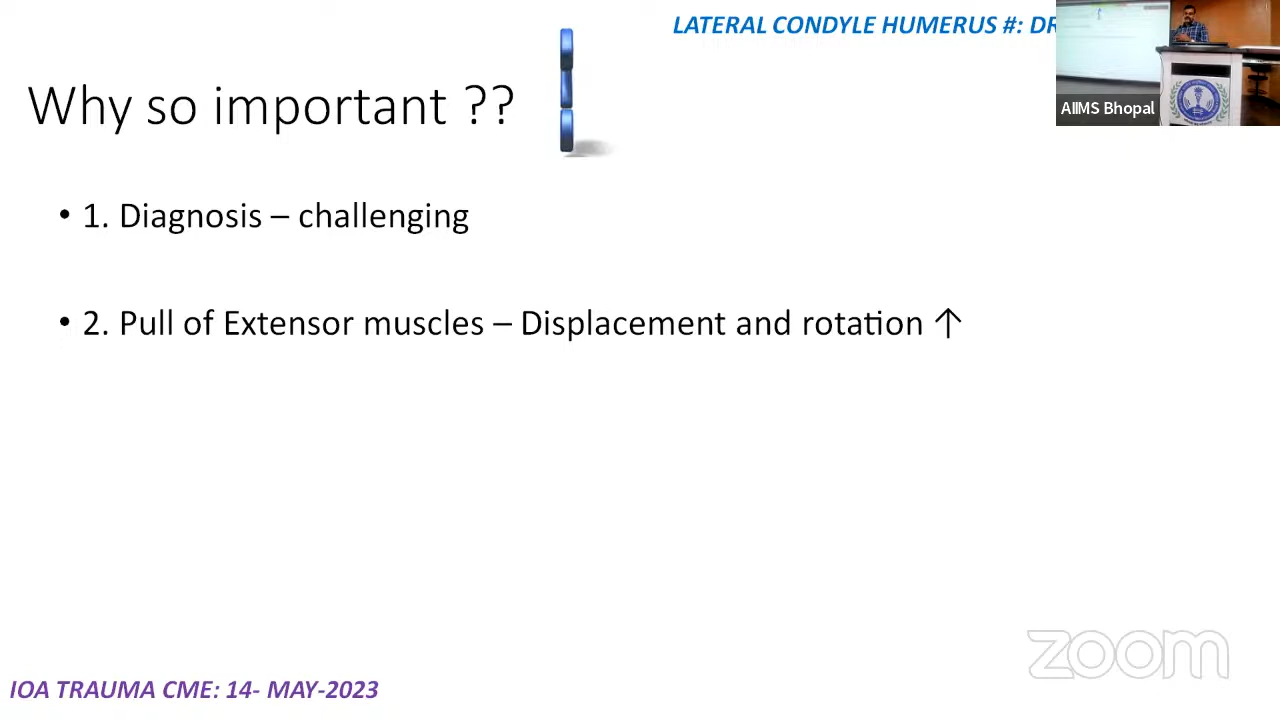 LATERAL CONDYLE HUMERUS #: DR
AIIMS Bhopal
Why so important ??
• 1. Diagnosis – challenging
• 2. Pull of Extensor muscles – Displacement and rotation ↑
zoom
IOA TRAUMA CME: 14- MAY-2023